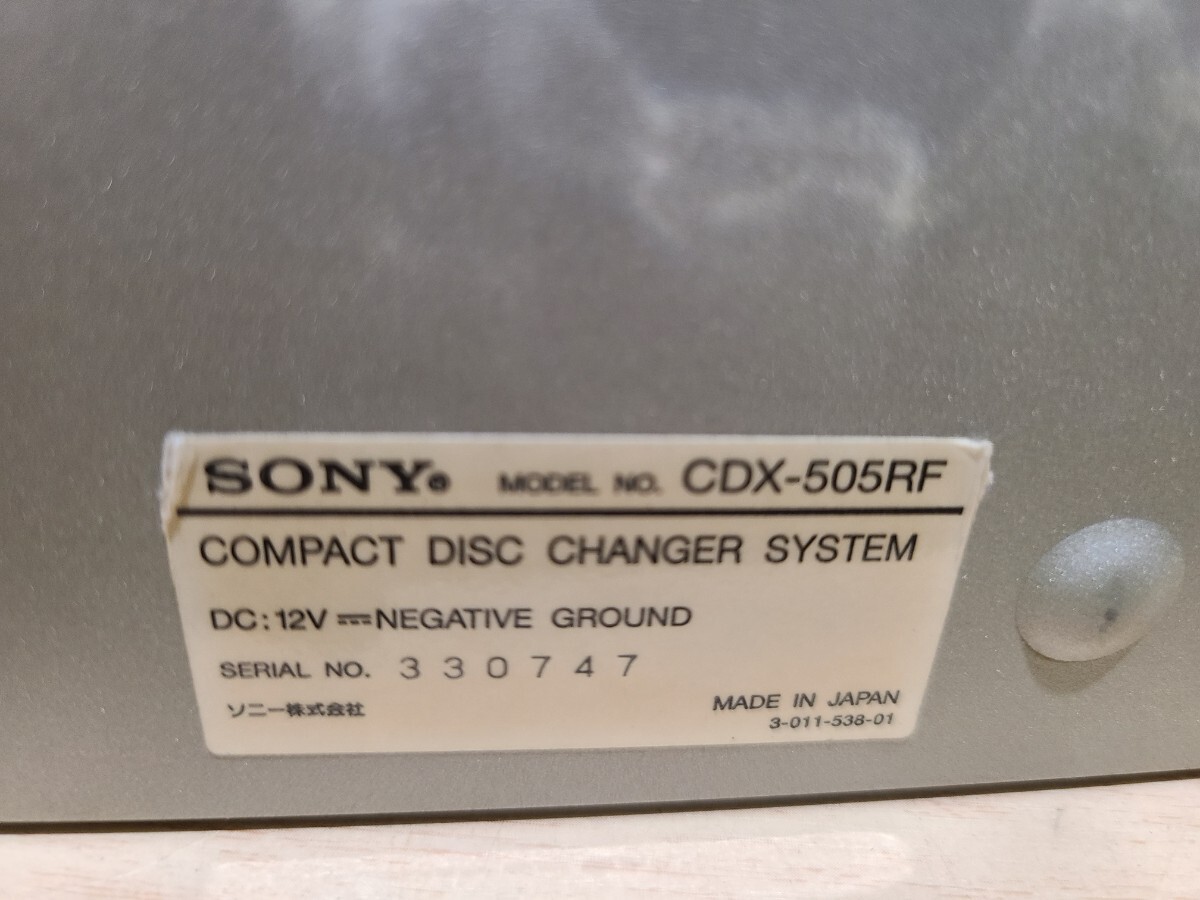 SONY® MODEL NO. CDX-505RF
COMPACT DISC CHANGER SYSTEM
DC:12V ⎓ NEGATIVE GROUND
SERIAL NO. 330747
ソニー株式会社 MADE IN JAPAN
3-011-538-01